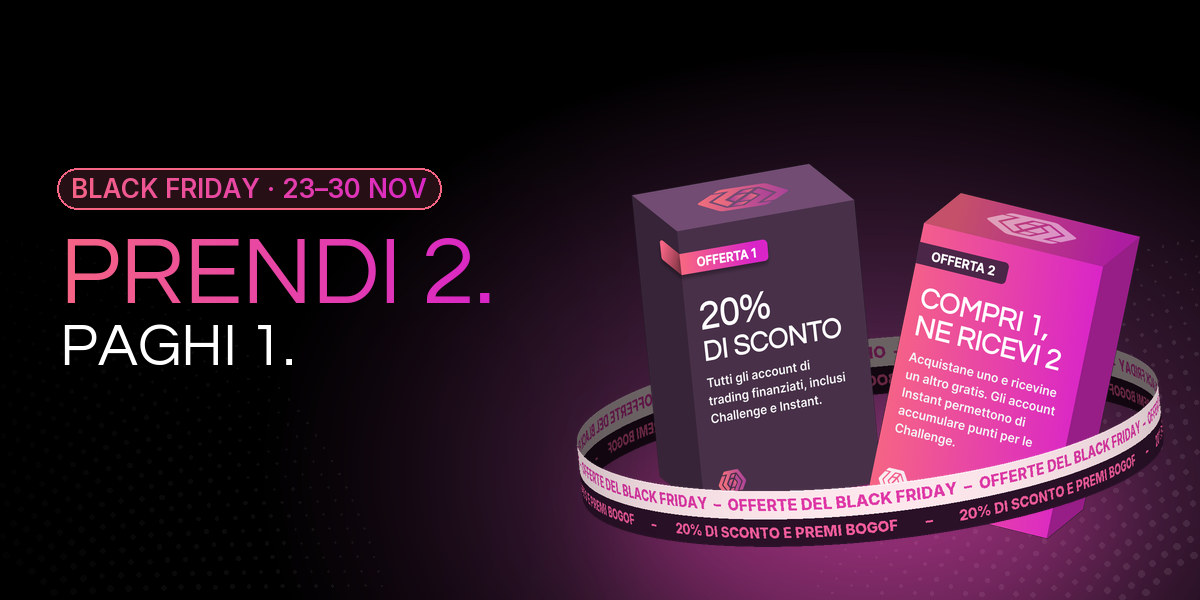 BLACK FRIDAY · 23–30 NOV
PRENDI 2.
PAGHI 1.
OFFERTA 1
20%
DI SCONTO
Tutti gli account di
trading finanziati, inclusi
Challenge e Instant.
OFFERTA 2
COMPRI 1,
NE RICEVI 2
Acquistane uno e ricevine
un altro gratis. Gli account
Instant permettono di
accumulare punti per le
Challenge.
OFFERTE DEL BLACK FRIDAY – OFFERTE DEL BLACK FRIDAY – OFFERTE DEL BLACK FRIDAY –
PREMI BOGOF – 20% DI SCONTO E PREMI BOGOF – 20% DI SCONTO E PREMI BOGOF –